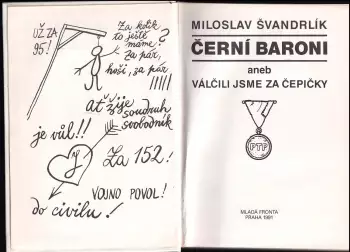 UŽ ZA
95!
Za kolik
to ještě
máme?
za pár,
hoši, za pár
!!!!!
ať žije
soudruh
svobodník
je vůl!!
Za 152!
VOJNO POVOL!
do civilu!
MILOSLAV ŠVANDRLÍK
ČERNÍ BARONI
aneb
VÁLČILI JSME ZA ČEPIČKY
PTP
MLADÁ FRONTA
PRAHA 1991